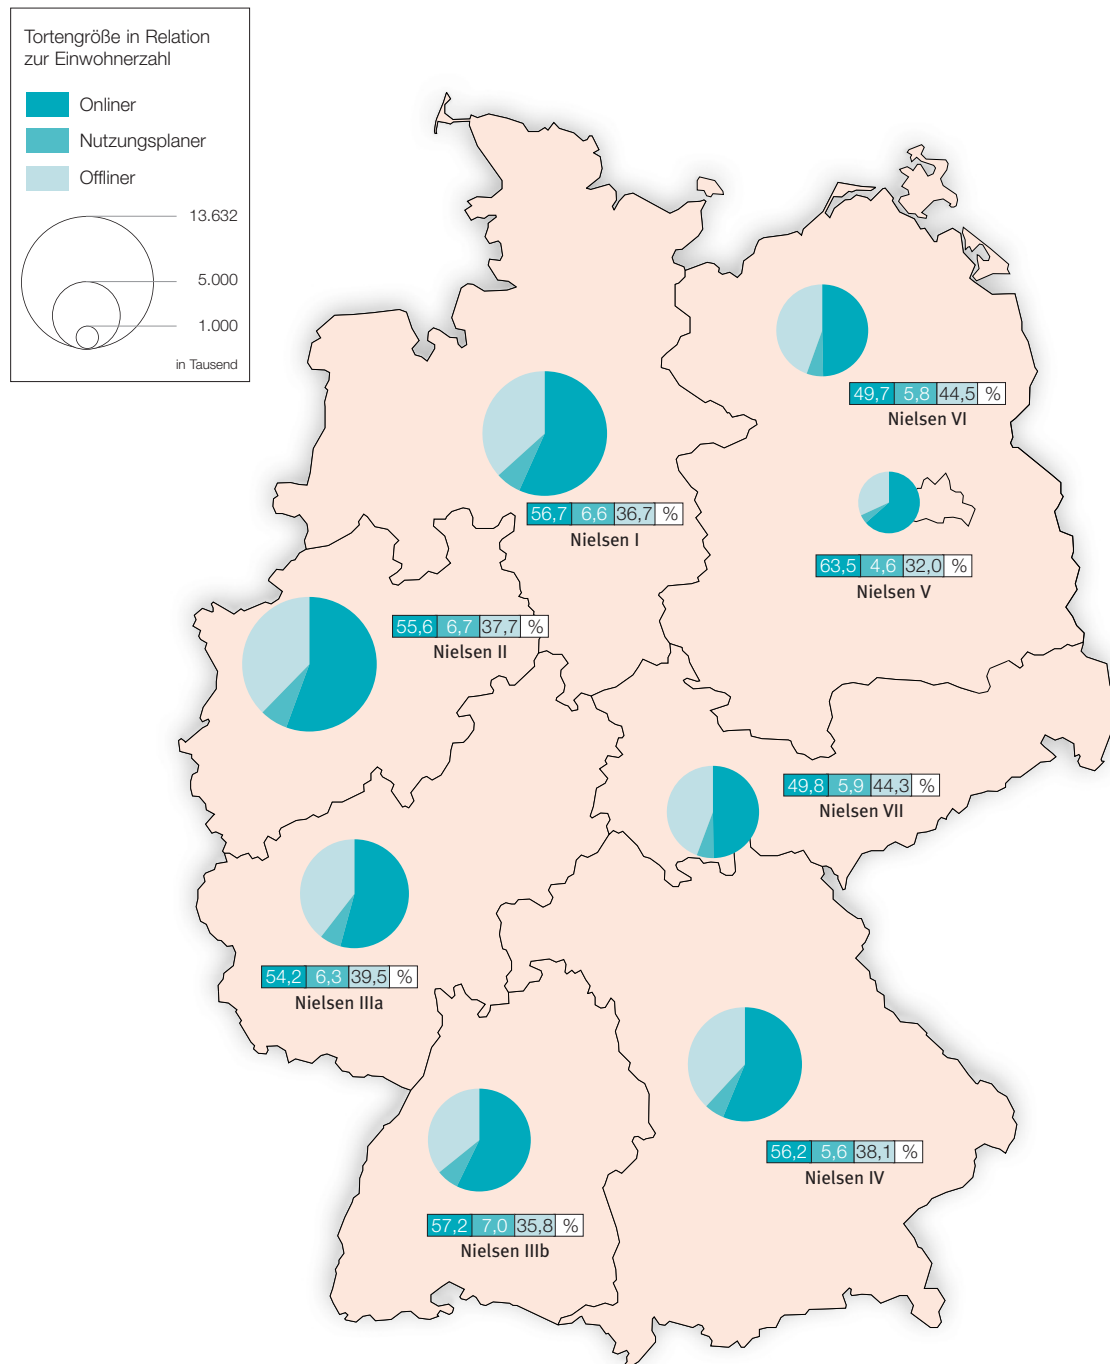 Tortengröße in Relation
zur Einwohnerzahl
Onliner
Nutzungsplaner
Offliner
13.632
5.000
1.000
in Tausend
49,7 5,8 44,5 %
Nielsen VI
56,7 6,6 36,7 %
Nielsen I
63,5 4,6 32,0 %
Nielsen V
55,6 6,7 37,7 %
Nielsen II
49,8 5,9 44,3 %
Nielsen VII
54,2 6,3 39,5 %
Nielsen IIIa
56,2 5,6 38,1 %
Nielsen IV
57,2 7,0 35,8 %
Nielsen IIIb